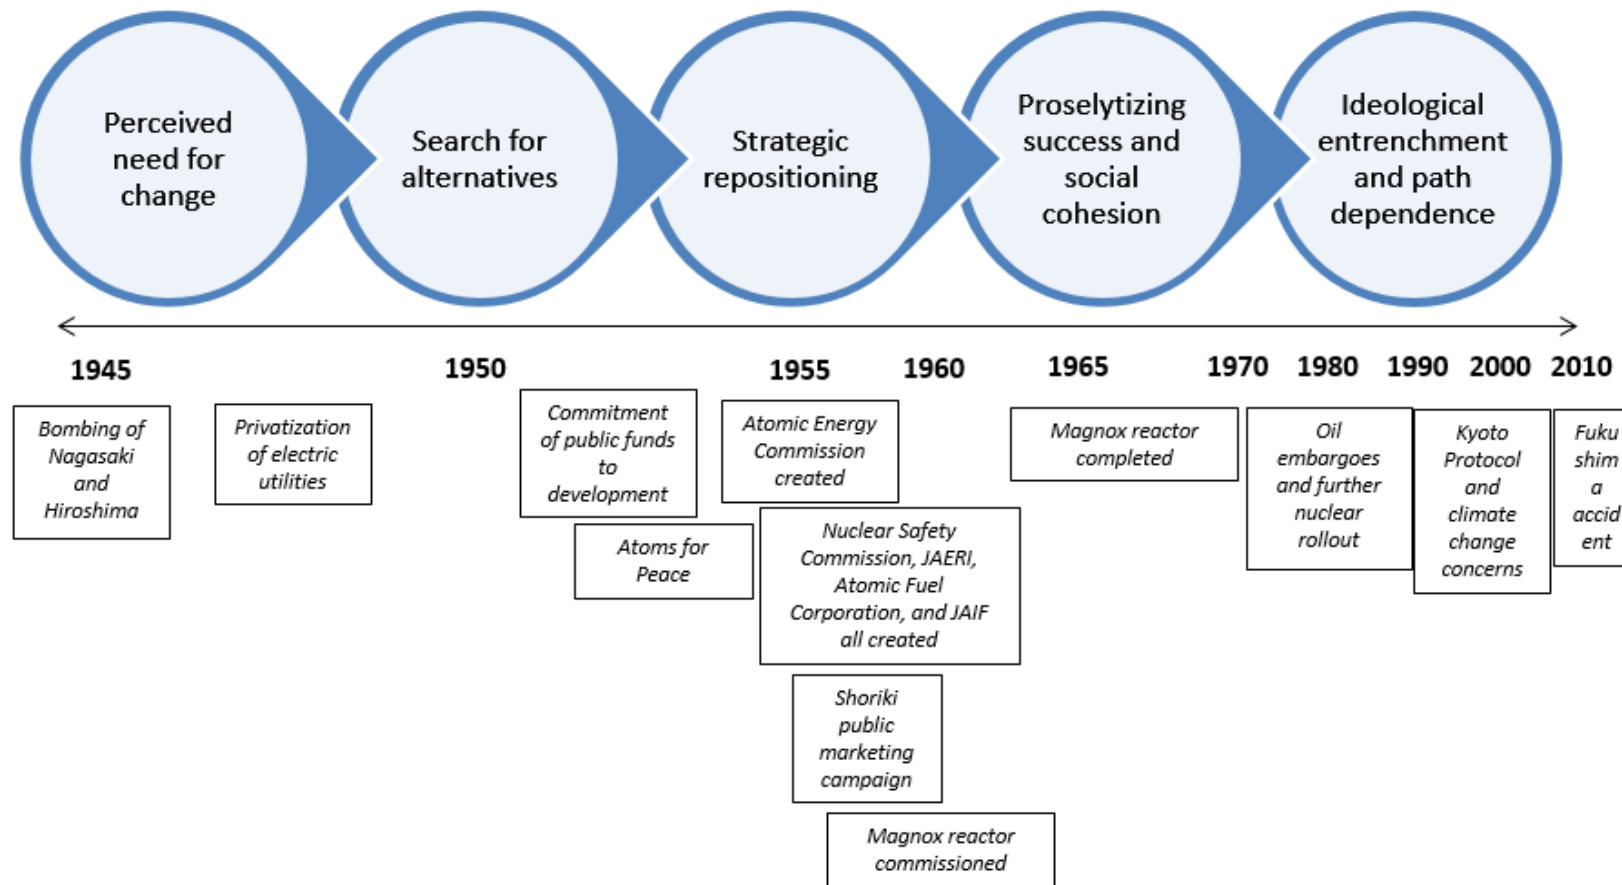 Perceived
need for
change
Search for
alternatives
Strategic
repositioning
Proselytizing
success and
social
cohesion
Ideological
entrenchment
and path
dependence
1945
1950
1955
1960
1965
1970
1980
1990
2000
2010
Bombing of
Nagasaki
and
Hiroshima
Privatization
of electric
utilities
Commitment
of public funds
to
development
Atoms for
Peace
Atomic Energy
Commission
created
Nuclear Safety
Commission, JAERI,
Atomic Fuel
Corporation, and JAIF
all created
Shoriki
public
marketing
campaign
Magnox reactor
commissioned
Magnox reactor
completed
Oil
embargoes
and further
nuclear
rollout
Kyoto
Protocol
and
climate
change
concerns
Fuku
shim
a
accid
ent